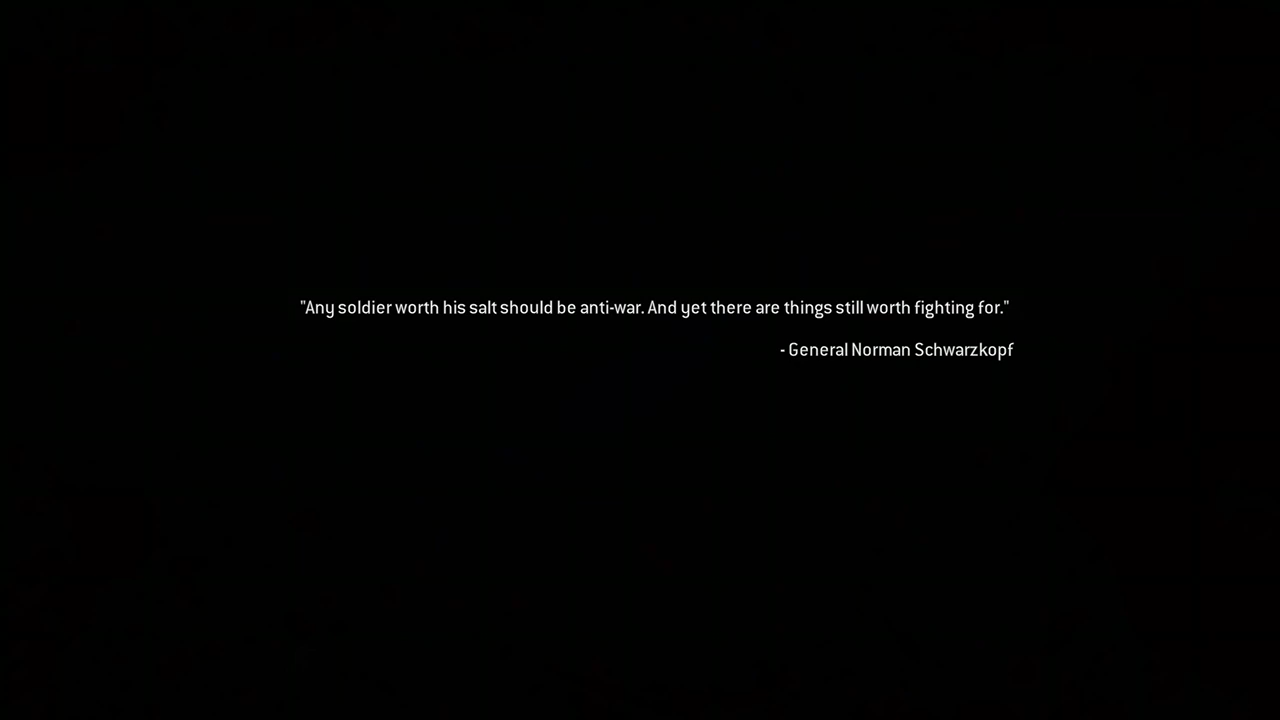 "Any soldier worth his salt should be anti-war. And yet there are things still worth fighting for."
- General Norman Schwarzkopf